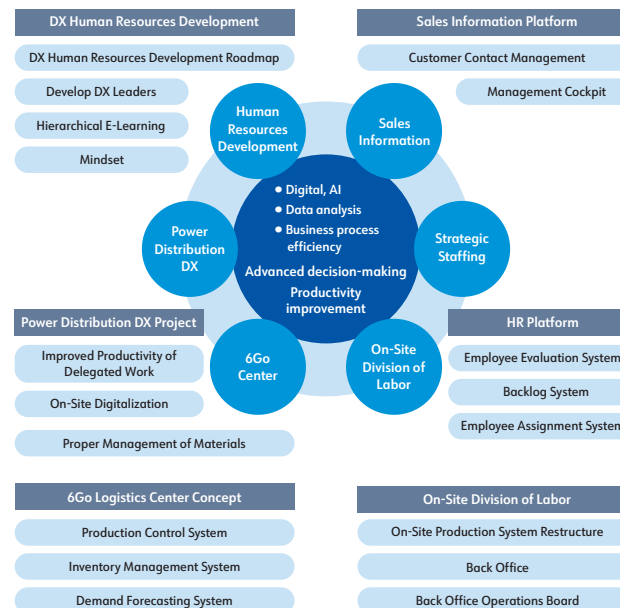 DX Human Resources Development
DX Human Resources Development Roadmap
Develop DX Leaders
Hierarchical E-Learning
Mindset
Sales Information Platform
Customer Contact Management
Management Cockpit
Human
Resources
Development
Sales
Information
Power
Distribution
DX
Strategic
Staffing
6Go
Center
On-Site
Division of
Labor
• Digital, AI
• Data analysis
• Business process
efficiency
Advanced decision-making
Productivity
improvement
Power Distribution DX Project
Improved Productivity of
Delegated Work
On-Site Digitalization
Proper Management of Materials
HR Platform
Employee Evaluation System
Backlog System
Employee Assignment System
6Go Logistics Center Concept
Production Control System
Inventory Management System
Demand Forecasting System
On-Site Division of Labor
On-Site Production System Restructure
Back Office
Back Office Operations Board